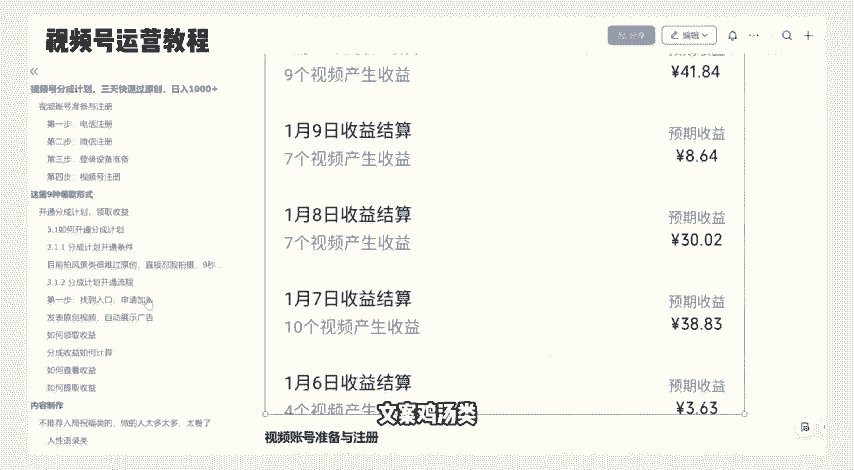 视频号运营教程
分享
编辑
视频号分成计划，三天快速过原创，日入1000+
视频账号准备与注册
第一步：电话注册
第二步：微信注册
第三步：登录设备准备
第四步：视频号注册
这里9种爆款形式
开通分成计划，领取收益
3.1如何开通分成计划
3.1.1 分成计划开通条件
目前拍风景类很难过原创，直接怼脸拍摄，9秒...
3.1.2 分成计划开通流程
第一步：找到入口，申请加入
发表原创视频，自动展示广告
如何领取收益
分成收益如何计算
如何查看收益
如何提取收益
内容制作
不推荐入局祝福类的，做的人太多太多，太卷了
人性语录类
9个视频产生收益
¥41.84
1月9日收益结算
预期收益
7个视频产生收益
¥8.64
1月8日收益结算
预期收益
7个视频产生收益
¥30.02
1月7日收益结算
预期收益
10个视频产生收益
¥38.83
1月6日收益结算
预期收益
4个视频产生收益
¥3.63
文案鸡汤类
视频账号准备与注册